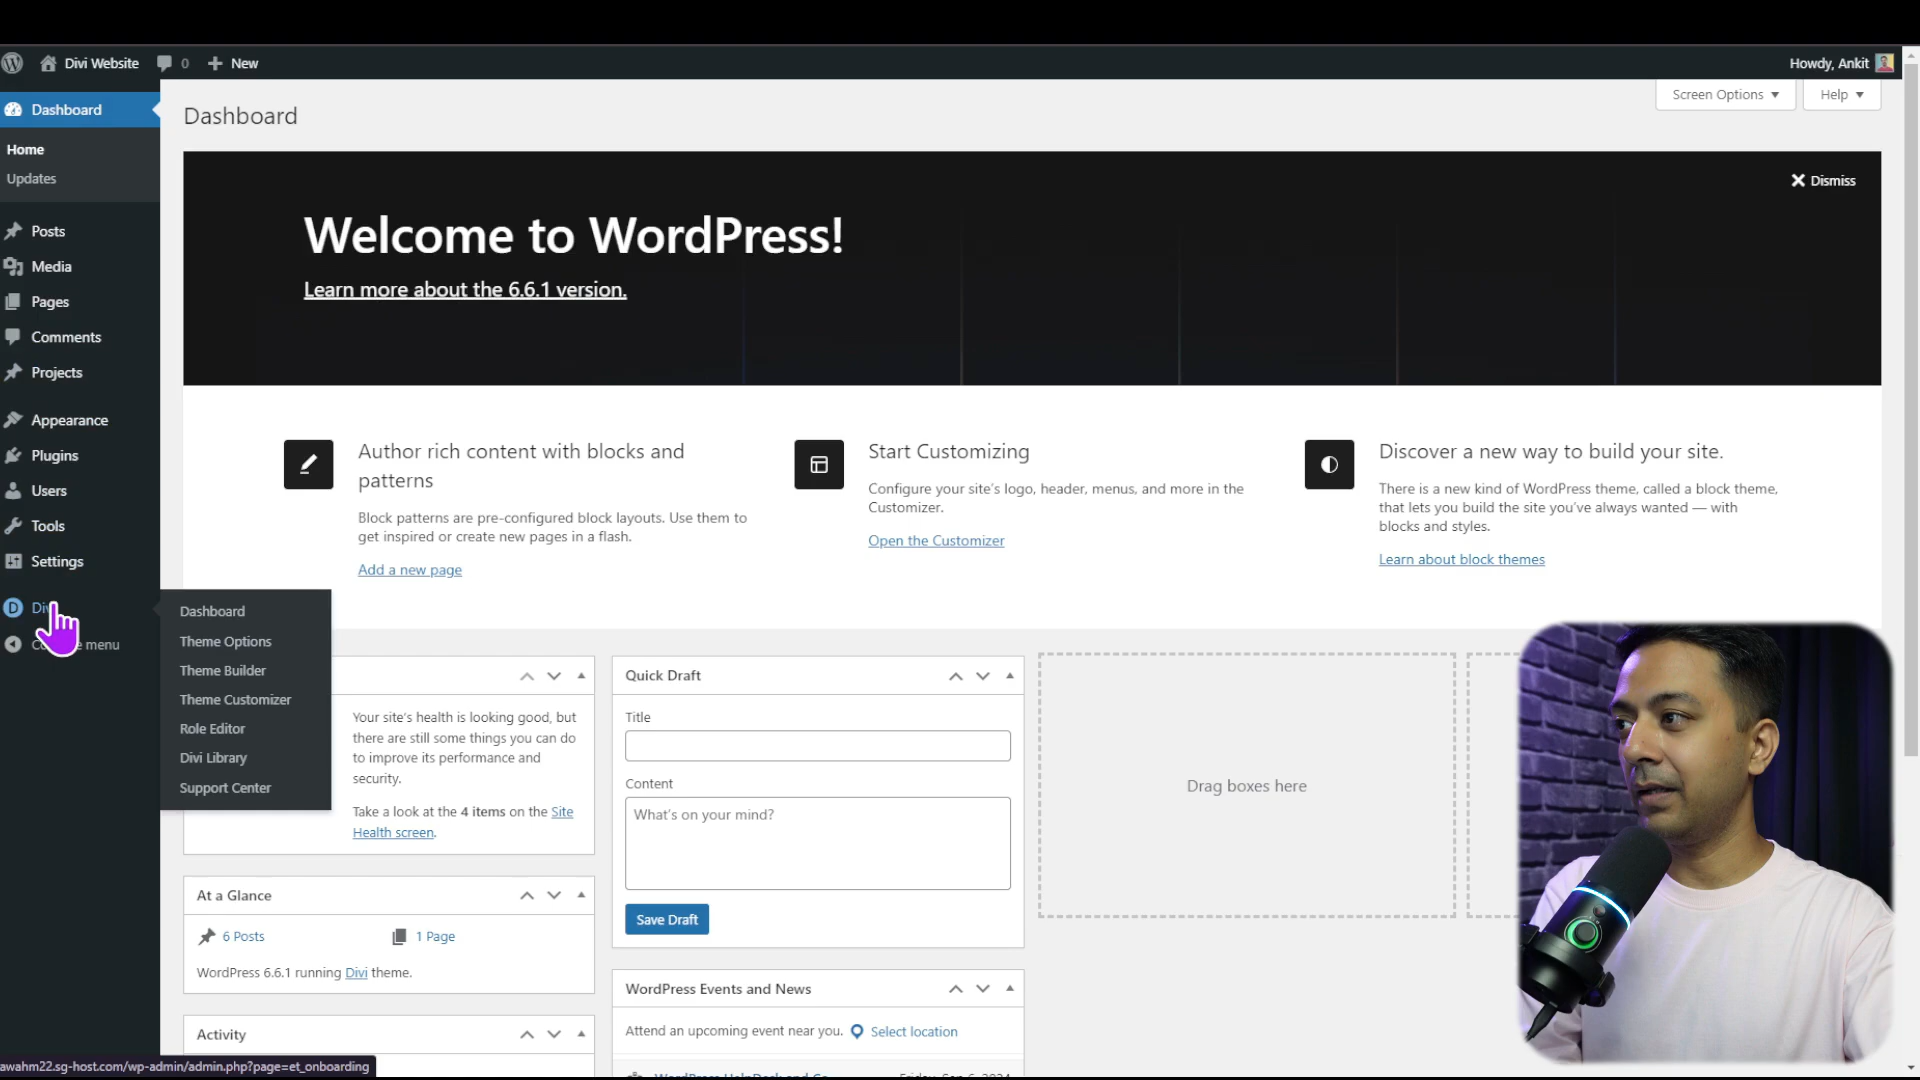 Divi Website 0 New Howdy, Ankit
Screen Options Help
Dashboard
Home
Updates
Posts
Media
Pages
Comments
Projects
Appearance
Plugins
Users
Tools
Settings
menu
Dashboard
Theme Options
Theme Builder
Theme Customizer
Role Editor
Divi Library
Support Center
Dashboard
Dismiss
Welcome to WordPress!
Learn more about the 6.6.1 version.
Author rich content with blocks and
patterns
Block patterns are pre-configured block layouts. Use them to
get inspired or create new pages in a flash.
Add a new page
Start Customizing
Configure your site's logo, header, menus, and more in the
Customizer.
Open the Customizer
Discover a new way to build your site.
There is a new kind of WordPress theme, called a block theme,
that lets you build the site you've always wanted — with
blocks and styles.
Learn about block themes
Your site's health is looking good, but
there are still some things you can do
to improve its performance and
security.
Take a look at the 4 items on the Site
Health screen.
At a Glance
6 Posts 1 Page
WordPress 6.6.1 running Divi theme.
Activity
Quick Draft
Title
Content
What's on your mind?
Save Draft
WordPress Events and News
Attend an upcoming event near you. Select location
Drag boxes here
awahm22.sg-host.com/wp-admin/admin.php?page=et_onboarding